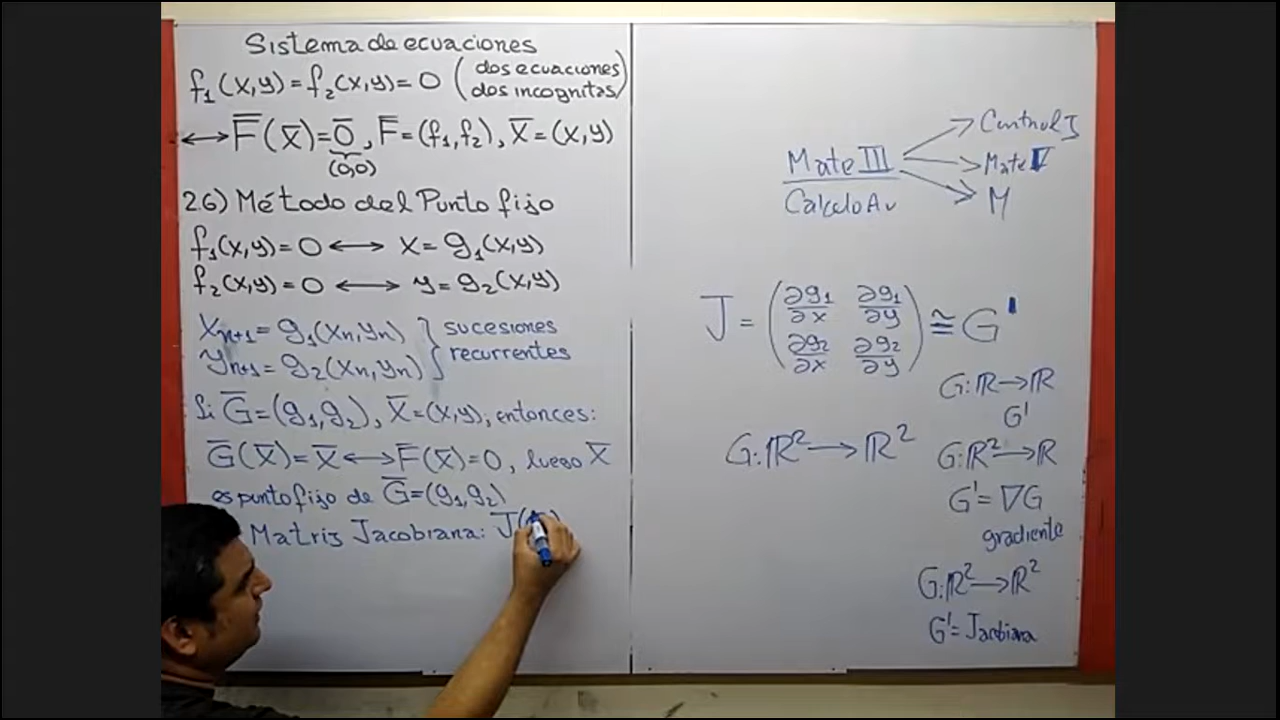 Sistema de ecuaciones
f₁(x,y)=f₂(x,y)=0 (dos ecuaciones dos incognitas)
↔ F̅(X̅)=0̅, F̅=(f₁,f₂), X̅=(x,y)
(0,0)
26) Método del Punto fijo
f₁(x,y)=0 ↔ x=g₁(x,y)
f₂(x,y)=0 ↔ y=g₂(x,y)
Xn+1=g₁(Xn,yn) } sucesiones
yn+1=g₂(Xn,yn) } recurrentes
Si G̅=(g₁,g₂), X̅=(x,y), entonces:
G̅(X̅)=X̅ ↔ F̅(X̅)=0, luego X̅
es punto fijo de G̅=(g₁,g₂)
Matriz Jacobiana: J(
Mate III
Calculo Av
Control I
Mate V
M
J = (∂g₁/∂x ∂g₁/∂y
∂g₂/∂x ∂g₂/∂y) ≅ G'
G:ℝ²→ℝ²
G:ℝ→ℝ
G'
G:ℝ²→ℝ
G'=∇G
gradiente
G:ℝ²→ℝ²
G'=Jacobiana